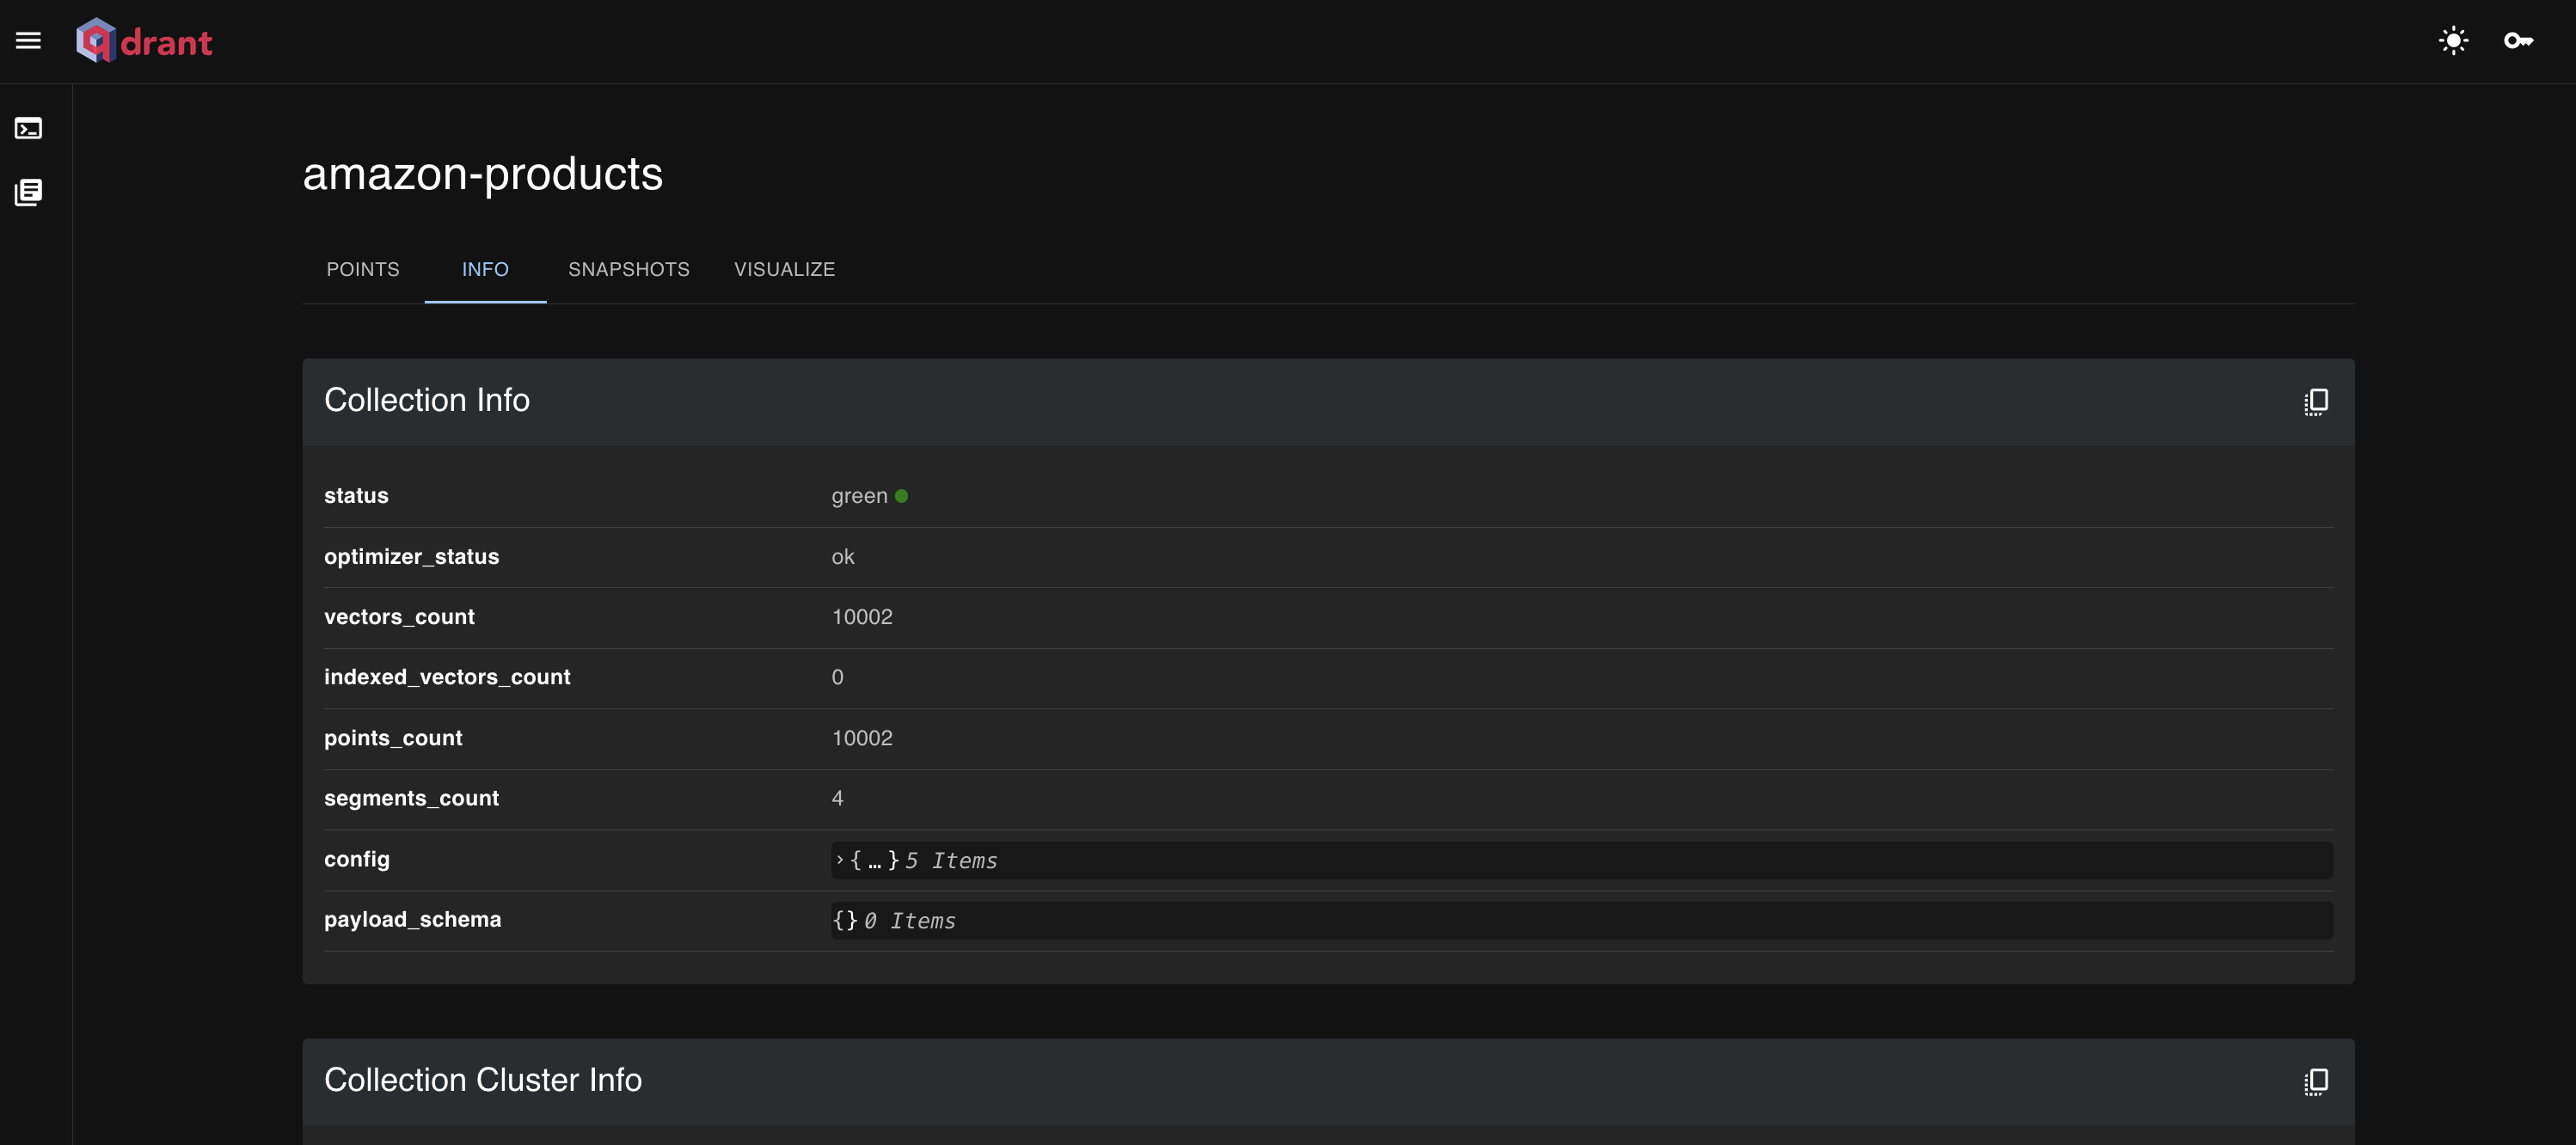 qdrant
amazon-products
POINTS INFO SNAPSHOTS VISUALIZE
Collection Info
status green
optimizer_status ok
vectors_count 10002
indexed_vectors_count 0
points_count 10002
segments_count 4
config {…} 5 Items
payload_schema {} 0 Items
Collection Cluster Info